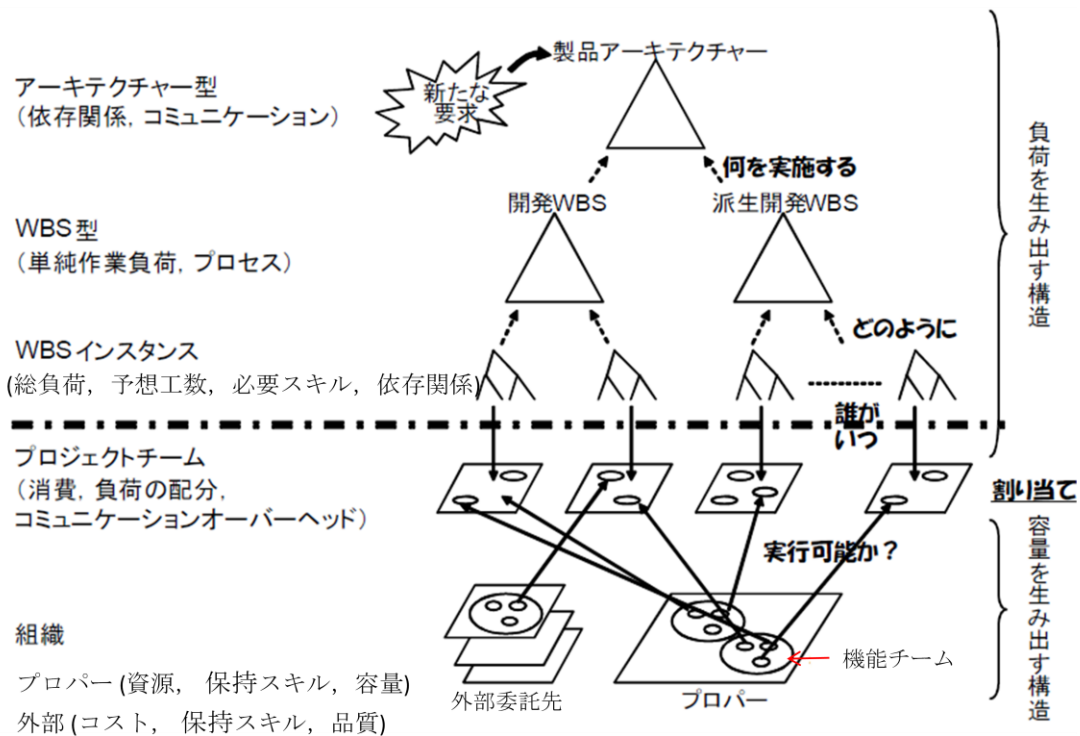 製品アーキテクチャー
新たな
要求
アーキテクチャー型
(依存関係, コミュニケーション)
何を実施する
開発WBS
派生開発WBS
WBS型
(単純作業負荷, プロセス)
負荷を生み出す構造
どのように
WBSインスタンス
(総負荷, 予想工数, 必要スキル, 依存関係)
誰が
いつ
プロジェクトチーム
(消費, 負荷の配分,
コミュニケーションオーバーヘッド)
割り当て
実行可能か?
容量を生み出す構造
組織
機能チーム
プロパー (資源, 保持スキル, 容量)
外部委託先
プロパー
外部 (コスト, 保持スキル, 品質)